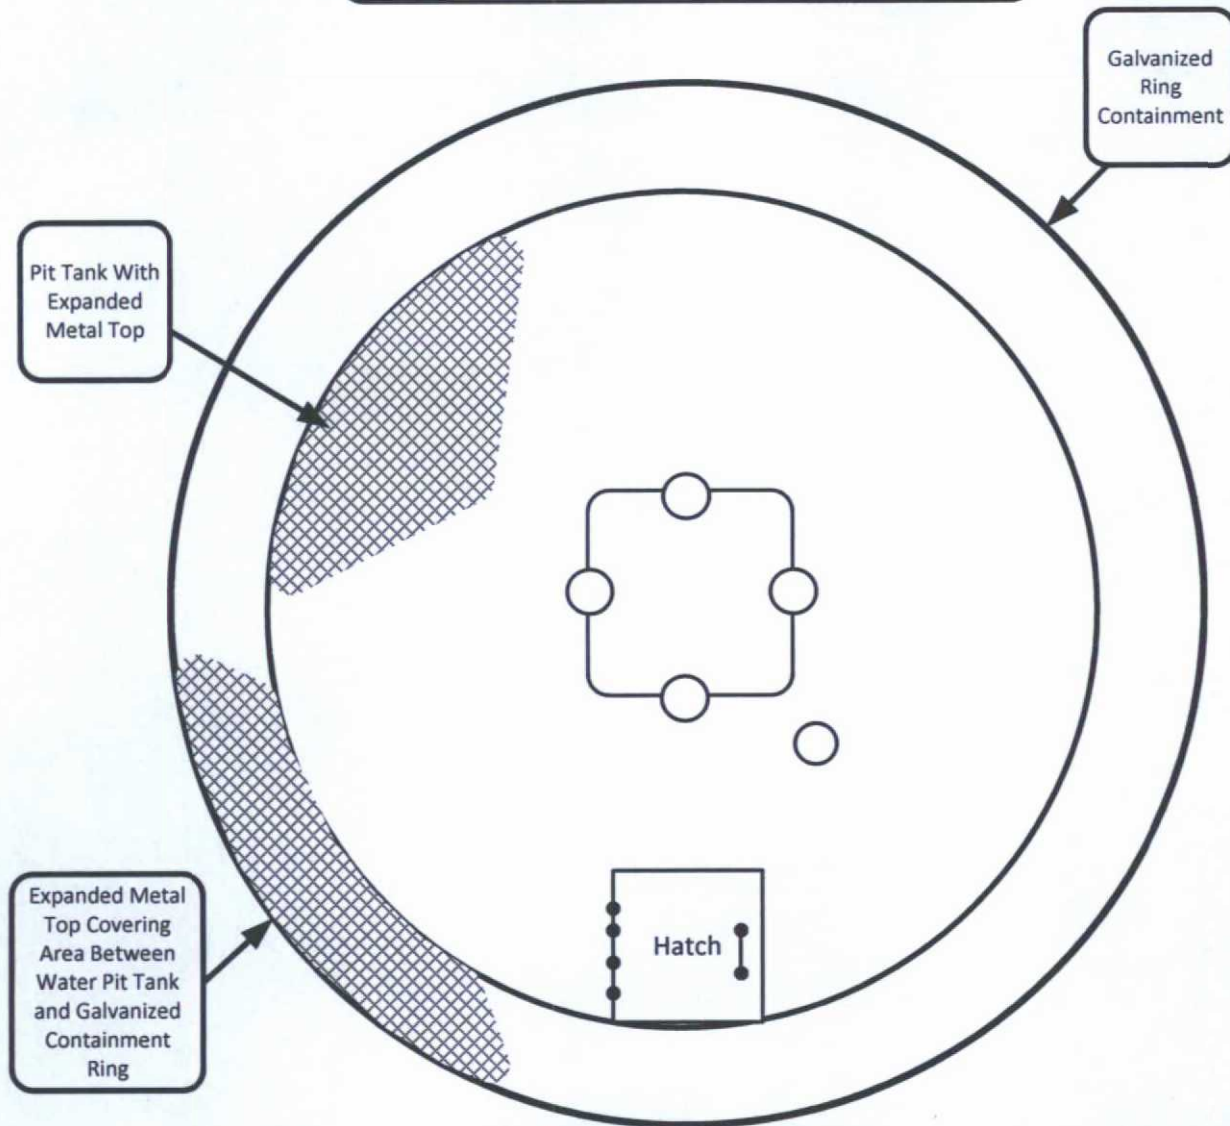 Galvanized
Ring
Containment
Pit Tank With
Expanded
Metal Top
Expanded Metal
Top Covering
Area Between
Water Pit Tank
and Galvanized
Containment
Ring
Hatch